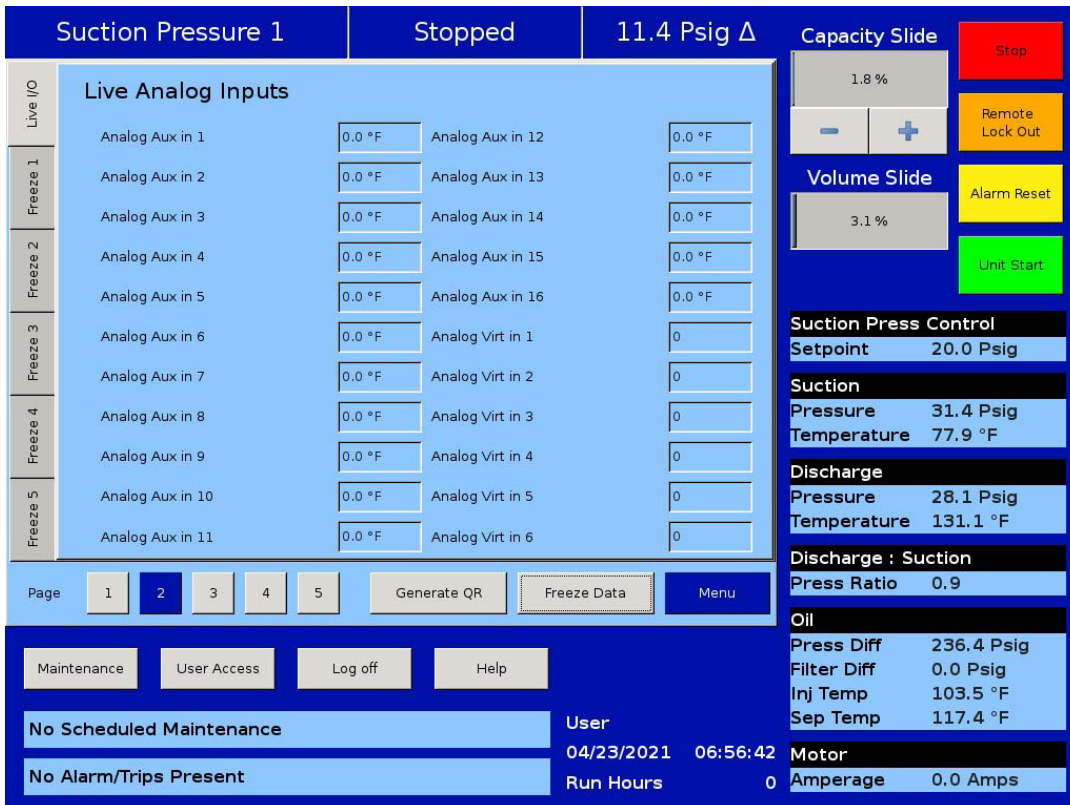 Suction Pressure 1 Stopped 11.4 Psig Δ
Live I/O
Freeze 1
Freeze 2
Freeze 3
Freeze 4
Freeze 5
Live Analog Inputs
Analog Aux in 1 0.0 °F Analog Aux in 12 0.0 °F
Analog Aux in 2 0.0 °F Analog Aux in 13 0.0 °F
Analog Aux in 3 0.0 °F Analog Aux in 14 0.0 °F
Analog Aux in 4 0.0 °F Analog Aux in 15 0.0 °F
Analog Aux in 5 0.0 °F Analog Aux in 16 0.0 °F
Analog Aux in 6 0.0 °F Analog Virt in 1 0
Analog Aux in 7 0.0 °F Analog Virt in 2 0
Analog Aux in 8 0.0 °F Analog Virt in 3 0
Analog Aux in 9 0.0 °F Analog Virt in 4 0
Analog Aux in 10 0.0 °F Analog Virt in 5 0
Analog Aux in 11 0.0 °F Analog Virt in 6 0
Page 1 2 3 4 5 Generate QR Freeze Data Menu
Maintenance User Access Log off Help
No Scheduled Maintenance
No Alarm/Trips Present
User
04/23/2021 06:56:42
Run Hours 0
Capacity Slide
1.8 %
Volume Slide
3.1 %
Stop
Remote
Lock Out
Alarm Reset
Unit Start
Suction Press Control
Setpoint 20.0 Psig
Suction
Pressure 31.4 Psig
Temperature 77.9 °F
Discharge
Pressure 28.1 Psig
Temperature 131.1 °F
Discharge : Suction
Press Ratio 0.9
Oil
Press Diff 236.4 Psig
Filter Diff 0.0 Psig
Inj Temp 103.5 °F
Sep Temp 117.4 °F
Motor
Amperage 0.0 Amps